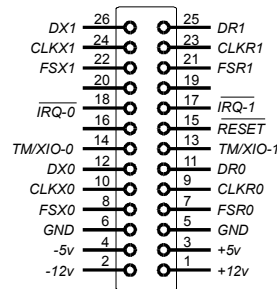 DX1 26 25 DR1
CLKX1 24 23 CLKR1
FSX1 22 21 FSR1
20 19
IRQ-0 18 17 IRQ-1
16 15 RESET
TM/XIO-0 14 13 TM/XIO-1
DX0 12 11 DR0
CLKX0 10 9 CLKR0
FSX0 8 7 FSR0
GND 6 5 GND
-5v 4 3 +5v
-12v 2 1 +12v